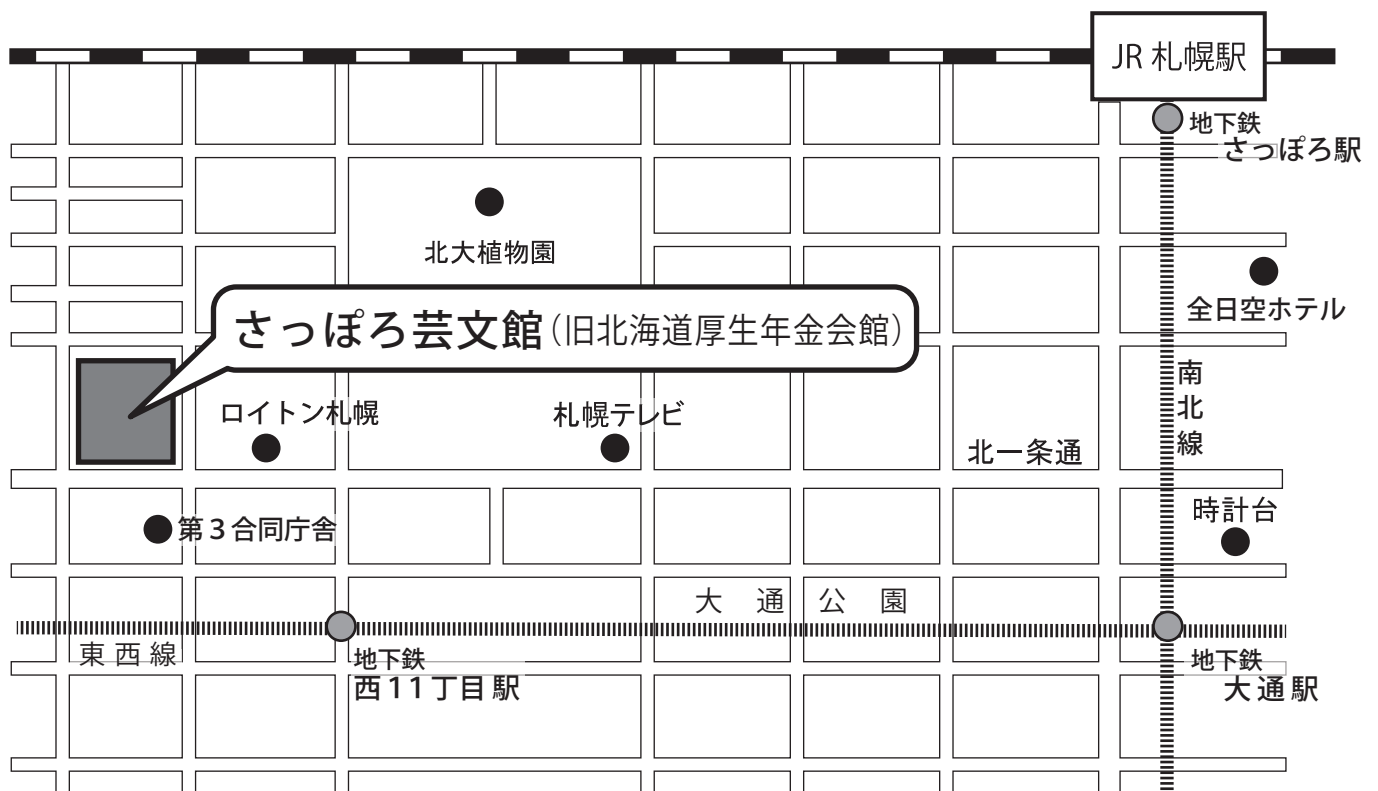 JR 札幌駅
地下鉄
さっぽろ駅
北大植物園
全日空ホテル
さっぽろ芸文館(旧北海道厚生年金会館)
南北線
ロイトン札幌
札幌テレビ
北一条通
時計台
第3合同庁舎
大通公園
東西線
地下鉄
西11丁目駅
地下鉄
大通駅